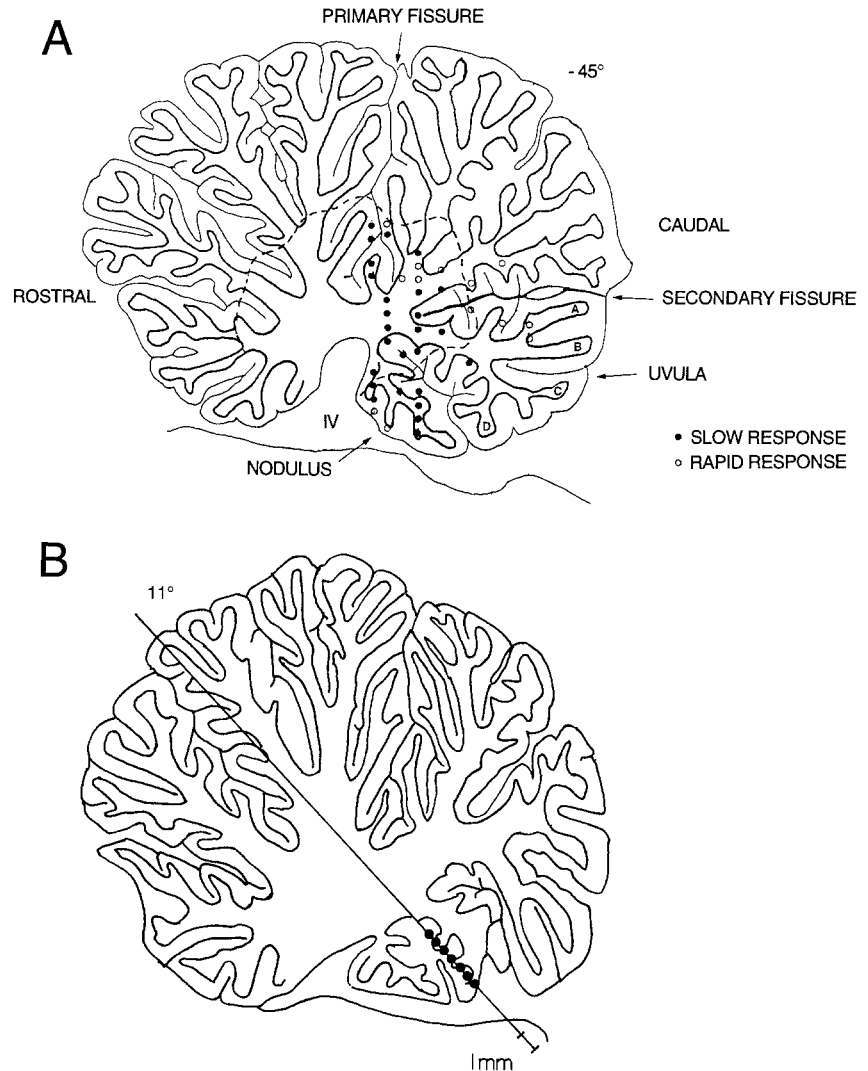 A
PRIMARY FISSURE
- 45°
CAUDAL
ROSTRAL
SECONDARY FISSURE
A
B
UVULA
C
D
IV
NODULUS
● SLOW RESPONSE
○ RAPID RESPONSE
B
11°
1mm